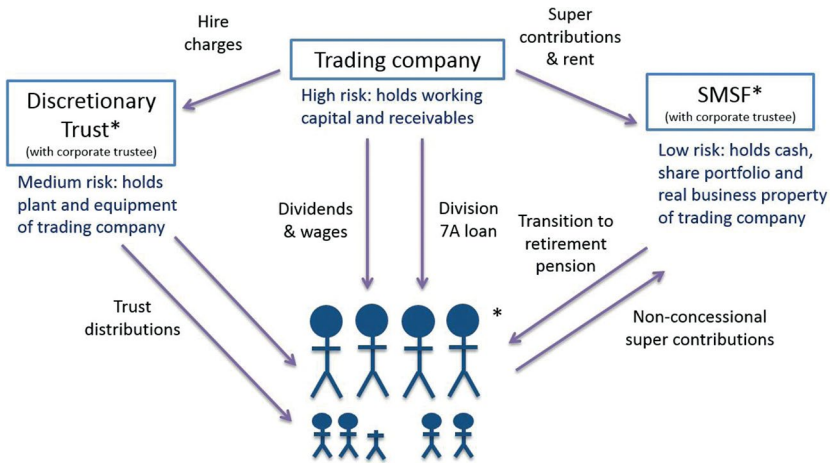 Hire
charges
Trading company
High risk: holds working
capital and receivables
Super
contributions
& rent
Discretionary
Trust*
(with corporate trustee)
Medium risk: holds
plant and equipment
of trading company
SMSF*
(with corporate trustee)
Low risk: holds cash,
share portfolio and
real business property
of trading company
Dividends
& wages
Division
7A loan
Transition to
retirement
pension
Trust
distributions
*
Non-concessional
super contributions